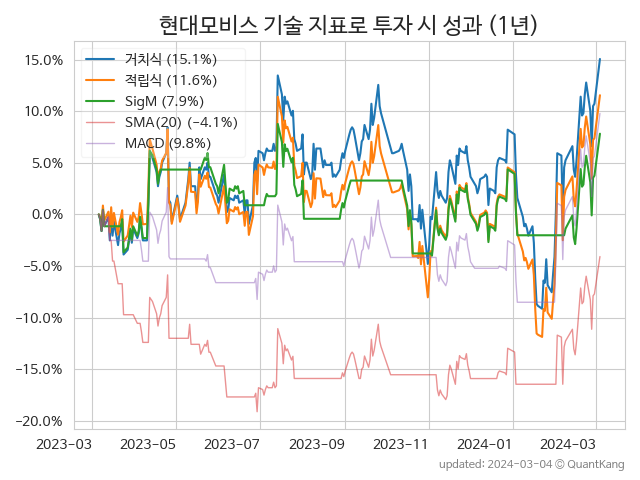 현대모비스 기술 지표로 투자 시 성과 (1년)
거치식 (15.1%)
적립식 (11.6%)
SigM (7.9%)
SMA(20) (−4.1%)
MACD (9.8%)
15.0%
10.0%
5.0%
0.0%
−5.0%
−10.0%
−15.0%
−20.0%
2023-03 2023-05 2023-07 2023-09 2023-11 2024-01 2024-03
updated: 2024-03-04 ⓒ QuantKang